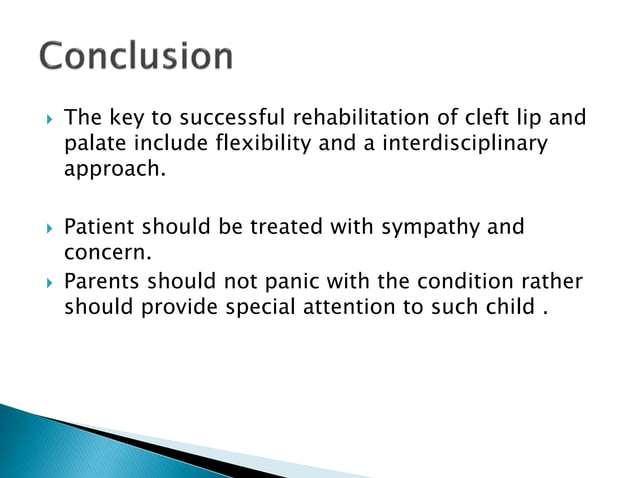 Conclusion
The key to successful rehabilitation of cleft lip and
palate include flexibility and a interdisciplinary
approach.
Patient should be treated with sympathy and
concern.
Parents should not panic with the condition rather
should provide special attention to such child .